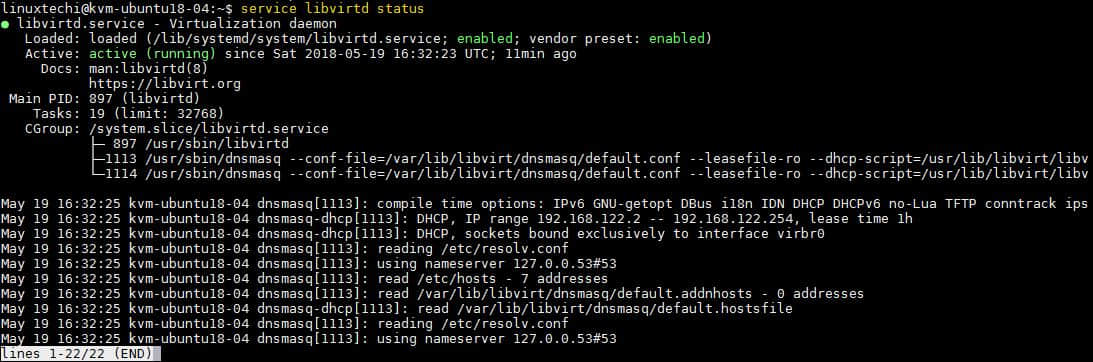 linuxtechi@kvm-ubuntu18-04:~$ service libvirtd status
● libvirtd.service - Virtualization daemon
   Loaded: loaded (/lib/systemd/system/libvirtd.service; enabled; vendor preset: enabled)
   Active: active (running) since Sat 2018-05-19 16:32:23 UTC; 11min ago
     Docs: man:libvirtd(8)
           https://libvirt.org
 Main PID: 897 (libvirtd)
    Tasks: 19 (limit: 32768)
   CGroup: /system.slice/libvirtd.service
           ├─ 897 /usr/sbin/libvirtd
           ├─1113 /usr/sbin/dnsmasq --conf-file=/var/lib/libvirt/dnsmasq/default.conf --leasefile-ro --dhcp-script=/usr/lib/libvirt/libv
           └─1114 /usr/sbin/dnsmasq --conf-file=/var/lib/libvirt/dnsmasq/default.conf --leasefile-ro --dhcp-script=/usr/lib/libvirt/libv

May 19 16:32:25 kvm-ubuntu18-04 dnsmasq[1113]: compile time options: IPv6 GNU-getopt DBus i18n IDN DHCP DHCPv6 no-Lua TFTP conntrack ips
May 19 16:32:25 kvm-ubuntu18-04 dnsmasq-dhcp[1113]: DHCP, IP range 192.168.122.2 -- 192.168.122.254, lease time 1h
May 19 16:32:25 kvm-ubuntu18-04 dnsmasq-dhcp[1113]: DHCP, sockets bound exclusively to interface virbr0
May 19 16:32:25 kvm-ubuntu18-04 dnsmasq[1113]: reading /etc/resolv.conf
May 19 16:32:25 kvm-ubuntu18-04 dnsmasq[1113]: using nameserver 127.0.0.53#53
May 19 16:32:25 kvm-ubuntu18-04 dnsmasq[1113]: read /etc/hosts - 7 addresses
May 19 16:32:25 kvm-ubuntu18-04 dnsmasq[1113]: read /var/lib/libvirt/dnsmasq/default.addnhosts - 0 addresses
May 19 16:32:25 kvm-ubuntu18-04 dnsmasq-dhcp[1113]: read /var/lib/libvirt/dnsmasq/default.hostsfile
May 19 16:32:25 kvm-ubuntu18-04 dnsmasq[1113]: reading /etc/resolv.conf
May 19 16:32:25 kvm-ubuntu18-04 dnsmasq[1113]: using nameserver 127.0.0.53#53
lines 1-22/22 (END)